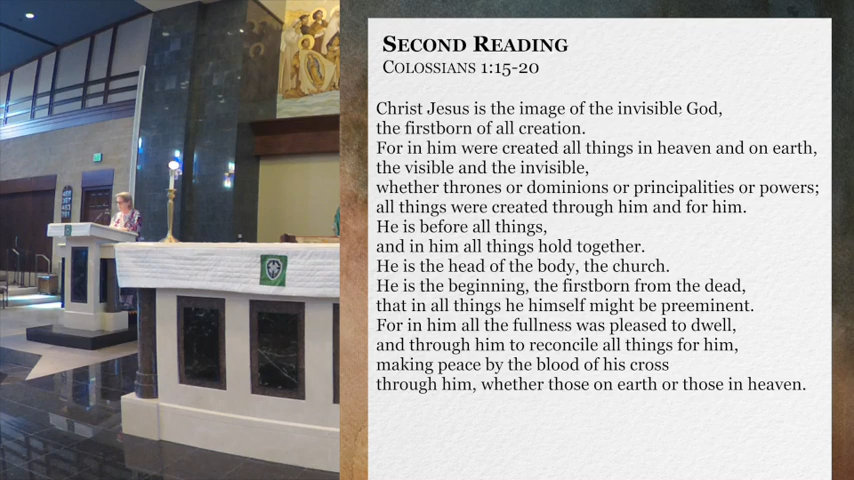 SECOND READING
COLOSSIANS 1:15-20
Christ Jesus is the image of the invisible God,
the firstborn of all creation.
For in him were created all things in heaven and on earth,
the visible and the invisible,
whether thrones or dominions or principalities or powers;
all things were created through him and for him.
He is before all things,
and in him all things hold together.
He is the head of the body, the church.
He is the beginning, the firstborn from the dead,
that in all things he himself might be preeminent.
For in him all the fullness was pleased to dwell,
and through him to reconcile all things for him,
making peace by the blood of his cross
through him, whether those on earth or those in heaven.